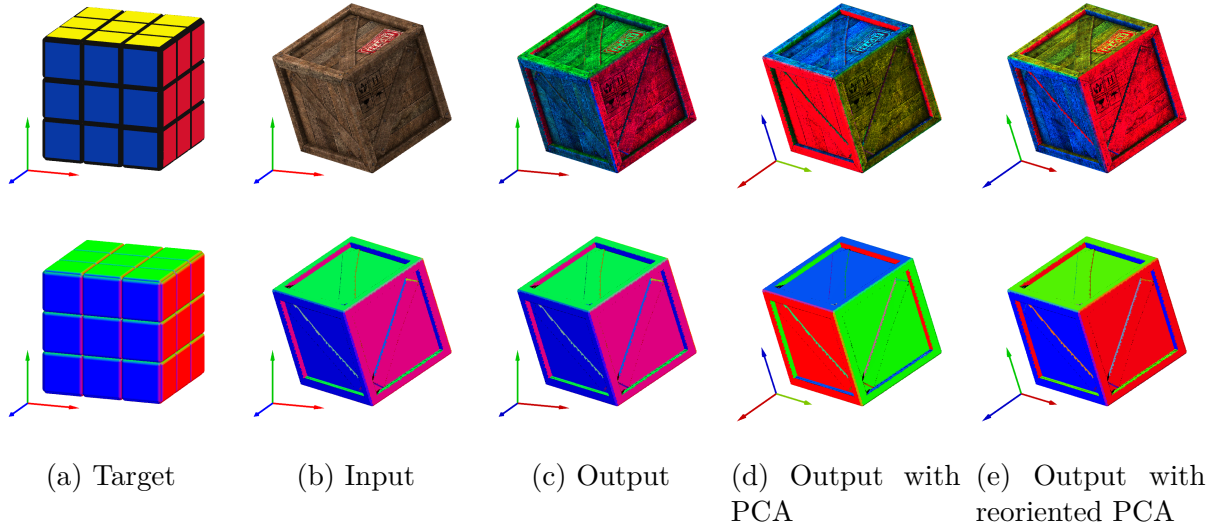 (a) Target
(b) Input
(c) Output
(d) Output with
PCA
(e) Output with
reoriented PCA